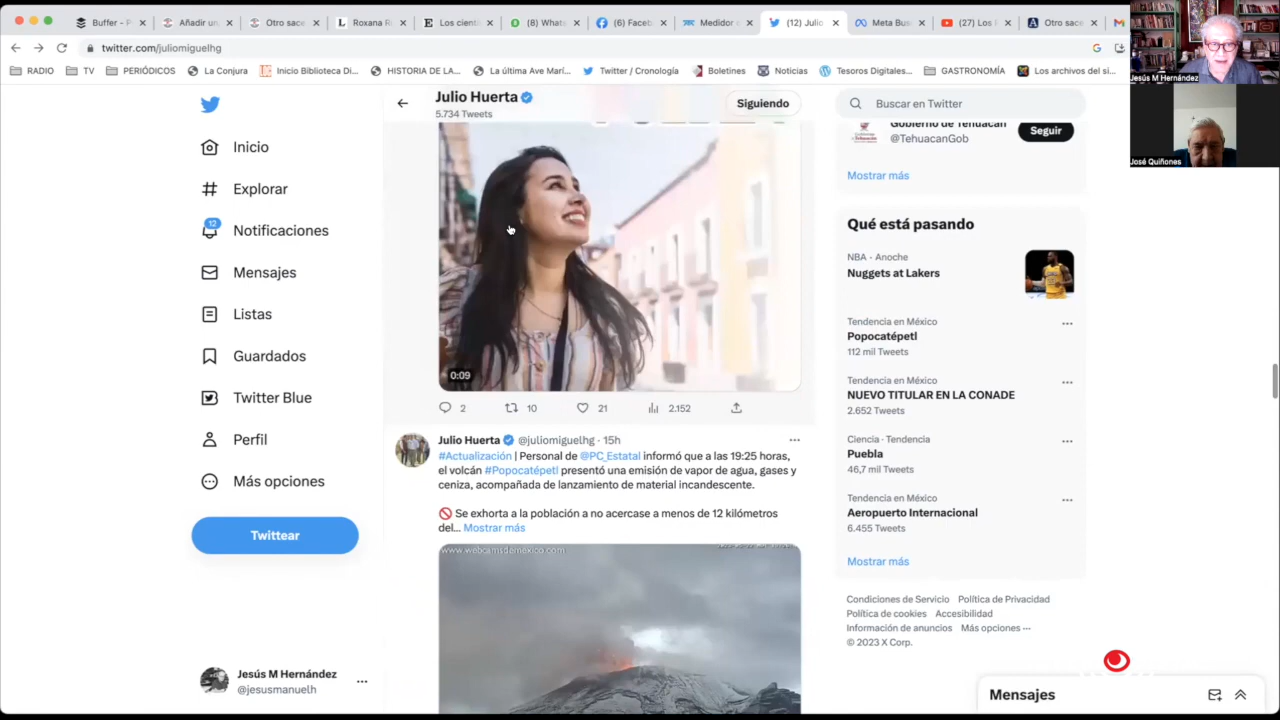 Buffer - P
Añadir un
Otro sace
Roxana R
Los cient
(8) Whats
(6) Faceb
Medidor
(12) Julio
Meta Bus
(27) Los
Otro sace
twitter.com/juliomiguelhg
RADIO
TV
PERIÓDICOS
La Conjura
Inicio Biblioteca Di...
HISTORIA DE LA...
La última Ave Marí...
Twitter / Cronología
Boletines
Noticias
Tesoros Digitales...
GASTRONOMÍA
Los archivos del si...
Jesús M Hernández
José Quiñones
Julio Huerta
5.734 Tweets
Siguiendo
Inicio
Explorar
12
Notificaciones
Mensajes
Listas
Guardados
Twitter Blue
Perfil
Más opciones
Twittear
Jesús M Hernández
@jesusmanuelh
0:09
2
10
21
2.152
Julio Huerta @juliomiguelhg · 15h
#Actualización | Personal de @PC_Estatal informó que a las 19:25 horas,
el volcán #Popocatépetl presentó una emisión de vapor de agua, gases y
ceniza, acompañada de lanzamiento de material incandescente.
Se exhorta a la población a no acercase a menos de 12 kilómetros
del... Mostrar más
www.webcamsdemexico.com
Buscar en Twitter
Gobierno de Tehuacán
@TehuacanGob
Seguir
Mostrar más
Qué está pasando
NBA · Anoche
Nuggets at Lakers
Tendencia en México
Popocatépetl
112 mil Tweets
Tendencia en México
NUEVO TITULAR EN LA CONADE
2.652 Tweets
Ciencia · Tendencia
Puebla
46,7 mil Tweets
Tendencia en México
Aeropuerto Internacional
6.455 Tweets
Mostrar más
Condiciones de Servicio Política de Privacidad
Política de cookies Accesibilidad
Información de anuncios Más opciones ···
© 2023 X Corp.
Mensajes